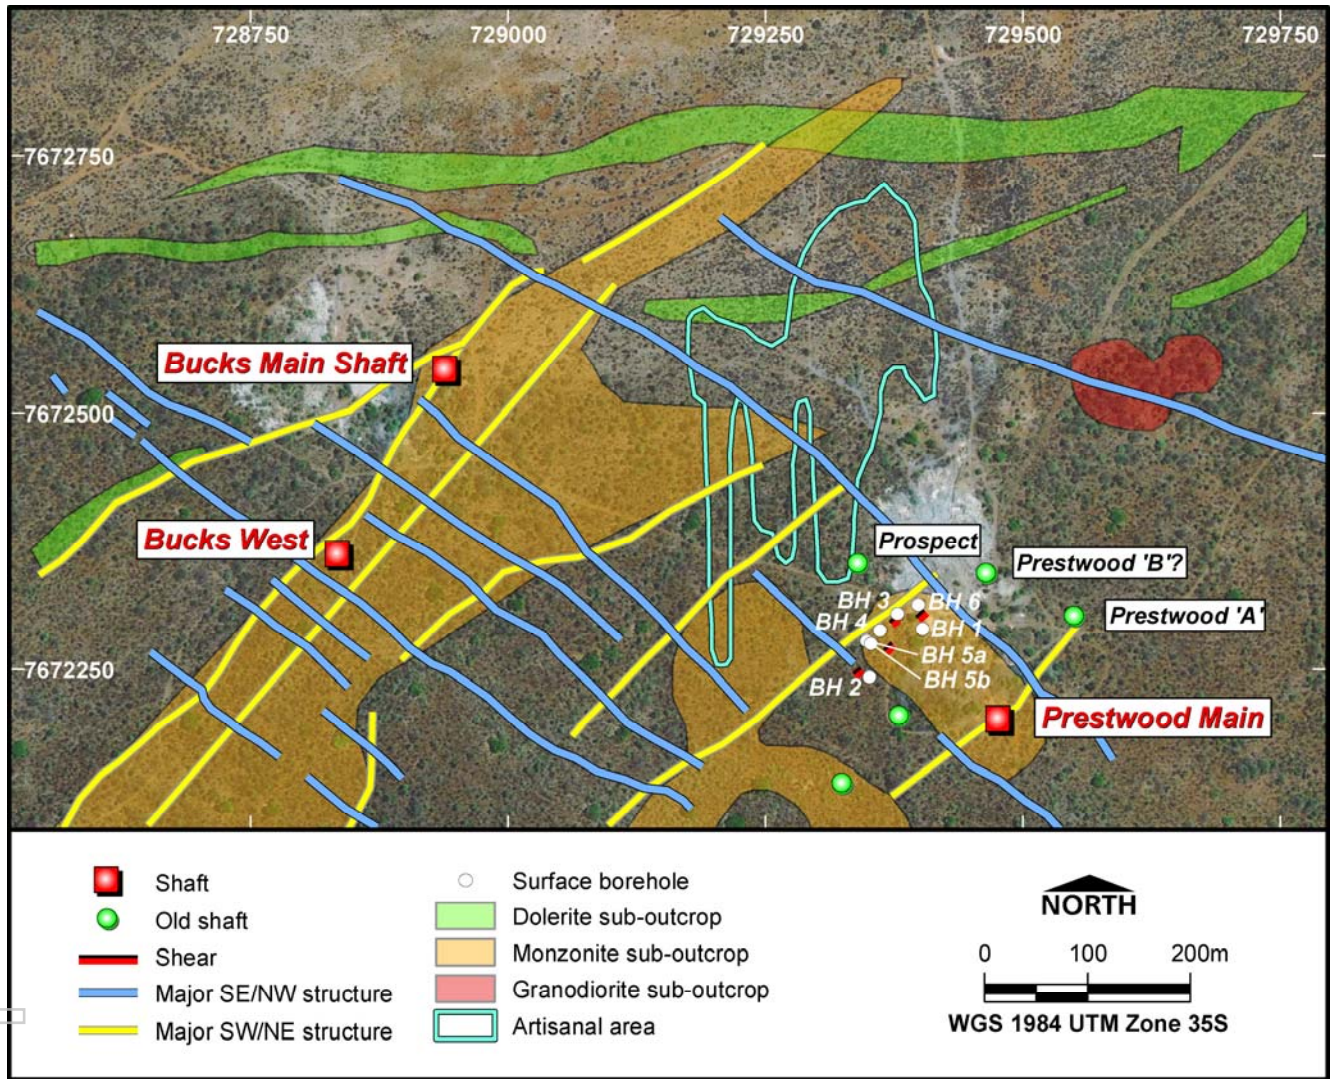 728750
729000
729250
729500
729750
7672750
Bucks Main Shaft
7672500
Bucks West
Prospect
Prestwood 'B'?
BH 3
BH 6
Prestwood 'A'
BH 4
BH 1
BH 5a
7672250
BH 5b
BH 2
Prestwood Main
Shaft
Old shaft
Shear
Major SE/NW structure
Major SW/NE structure
Surface borehole
Dolerite sub-outcrop
Monzonite sub-outcrop
Granodiorite sub-outcrop
Artisanal area
NORTH
0 100 200m
WGS 1984 UTM Zone 35S